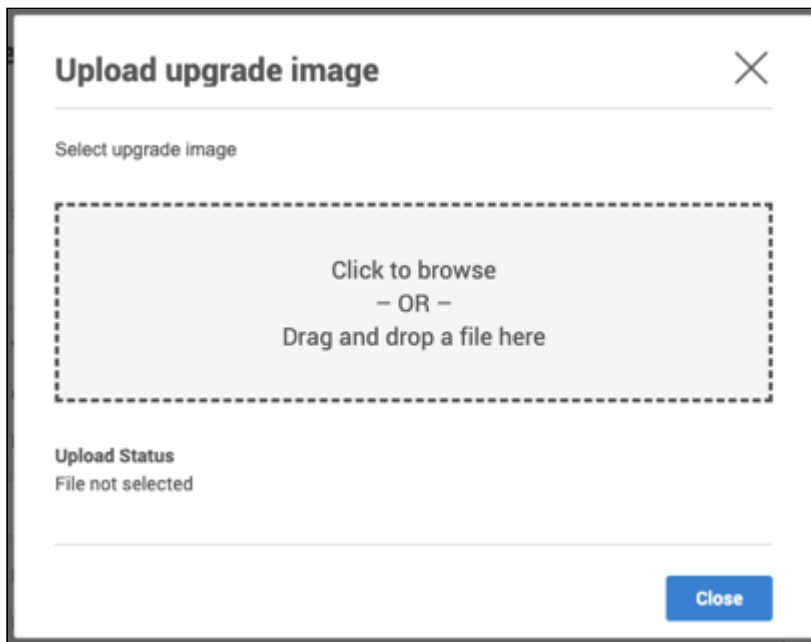 Upload upgrade image
Select upgrade image
Click to browse
– OR –
Drag and drop a file here
Upload Status
File not selected
Close